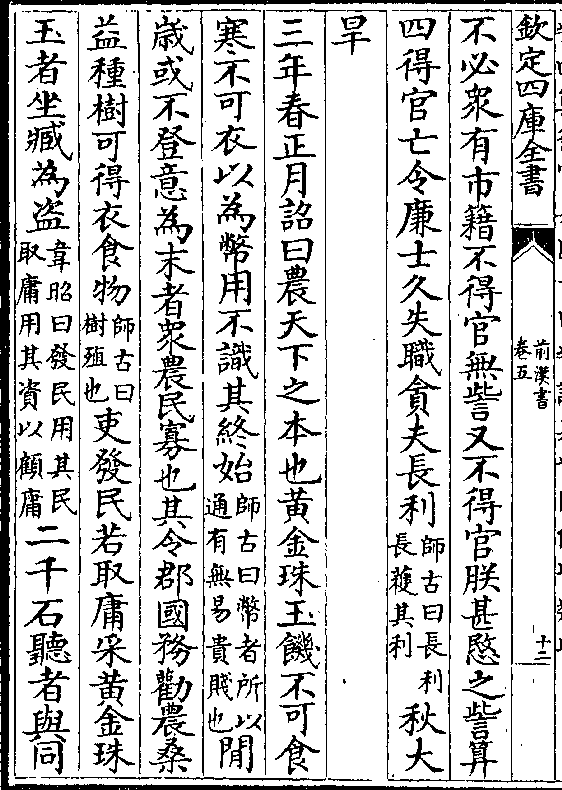 欽定四庫全書
前漢書
卷五
十二
不必衆有市籍不得官無訾又不得官朕甚愍之訾算
四得官亡令廉士久失職貪夫長利師古曰長利長獲其利秋大
旱
三年春正月詔曰農天下之本也黄金珠玉饑不可食
寒不可衣以為幣用不識其終始師古曰幣者所以通有無易貴賤也閒
歳或不登意為末者衆農民寡也其令郡國務勸農桑
益種樹可得衣食物師古曰樹殖也吏發民若取庸采黄金珠
玉者坐臧為盗韋昭曰發民用其民取庸用其資以顧庸二千石聽者與同